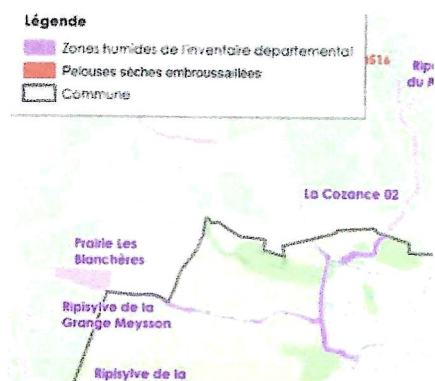 Légende
Zones humides de l'inventaire départemental
Pelouses sèches embroussaillées
Commune
La Cozance 02
Prairie Les
Blanchères
Ripisylve de la
Grange Meysson
Ripisylve de la